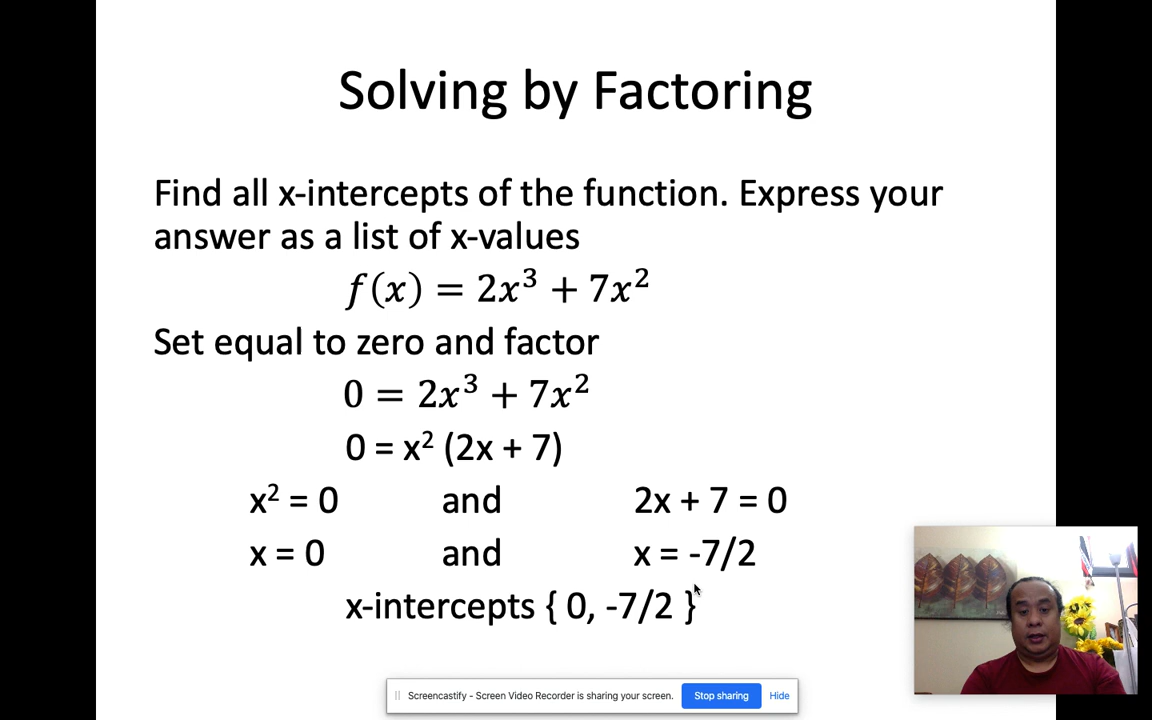 Solving by Factoring
Find all x-intercepts of the function. Express your
answer as a list of x-values
f(x) = 2x³ + 7x²
Set equal to zero and factor
0 = 2x³ + 7x²
0 = x² (2x + 7)
x² = 0 and 2x + 7 = 0
x = 0 and x = -7/2
x-intercepts { 0, -7/2 }
Screencastify - Screen Video Recorder is sharing your screen. Stop sharing Hide